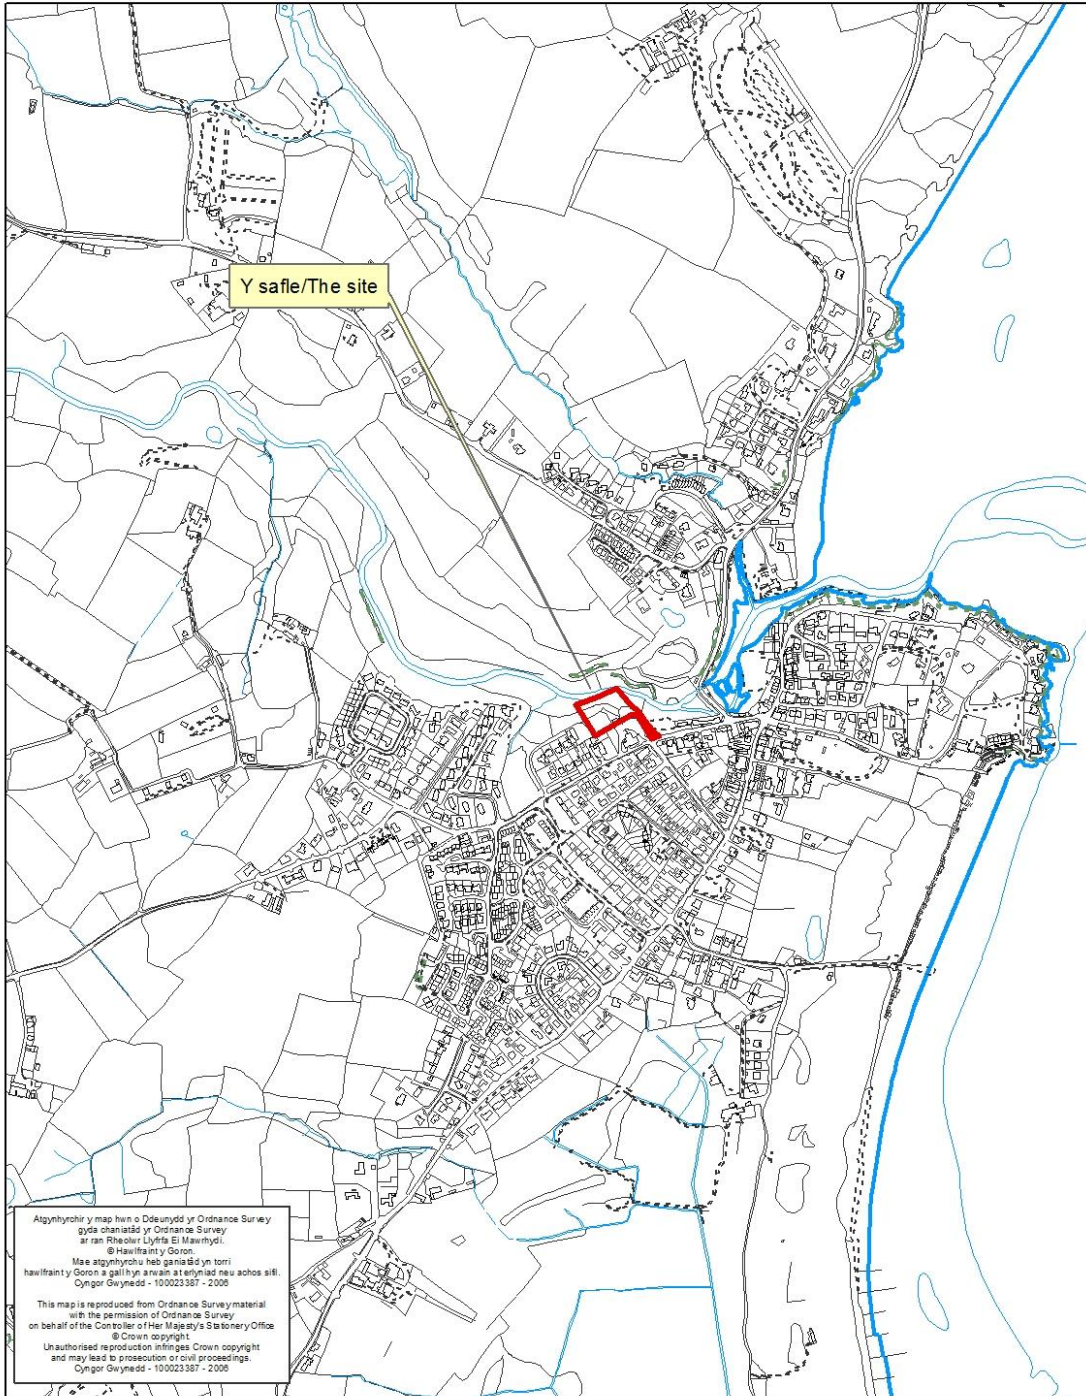 Y safle/The site
Atgynhyrchir y map hwn o Ddeunydd yr Ordnance Survey
gyda chaniatâd yr Ordnance Survey
ar ran Rheolwr Llyfrfa Ei Mawrhydi.
© Hawlfraint y Goron.
Mae atgynhyrchu heb ganiatâd yn torri
hawlfraint y Goron a gall hyn arwain at erlyniad neu achos sifil.
Cyngor Gwynedd - 100023387 - 2006
This map is reproduced from Ordnance Survey material
with the permission of Ordnance Survey
on behalf of the Controller of Her Majesty's Stationery Office
© Crown copyright.
Unauthorised reproduction infringes Crown copyright
and may lead to prosecution or civil proceedings.
Cyngor Gwynedd - 100023387 - 2006